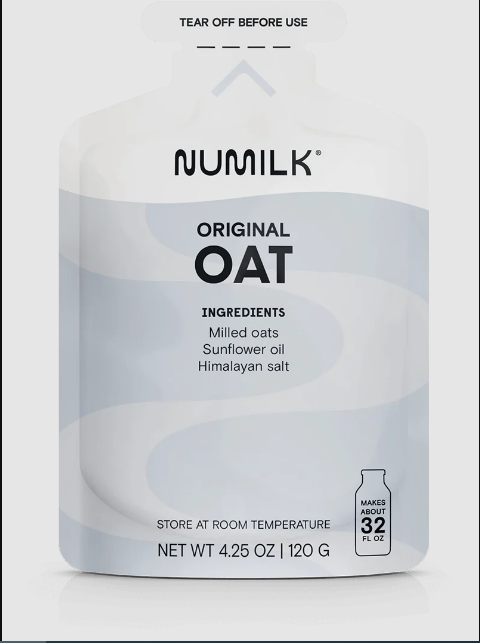 TEAR OFF BEFORE USE
NUMILK®
ORIGINAL
OAT
INGREDIENTS
Milled oats
Sunflower oil
Himalayan salt
MAKES
ABOUT
32
FL OZ
STORE AT ROOM TEMPERATURE
NET WT 4.25 OZ | 120 G